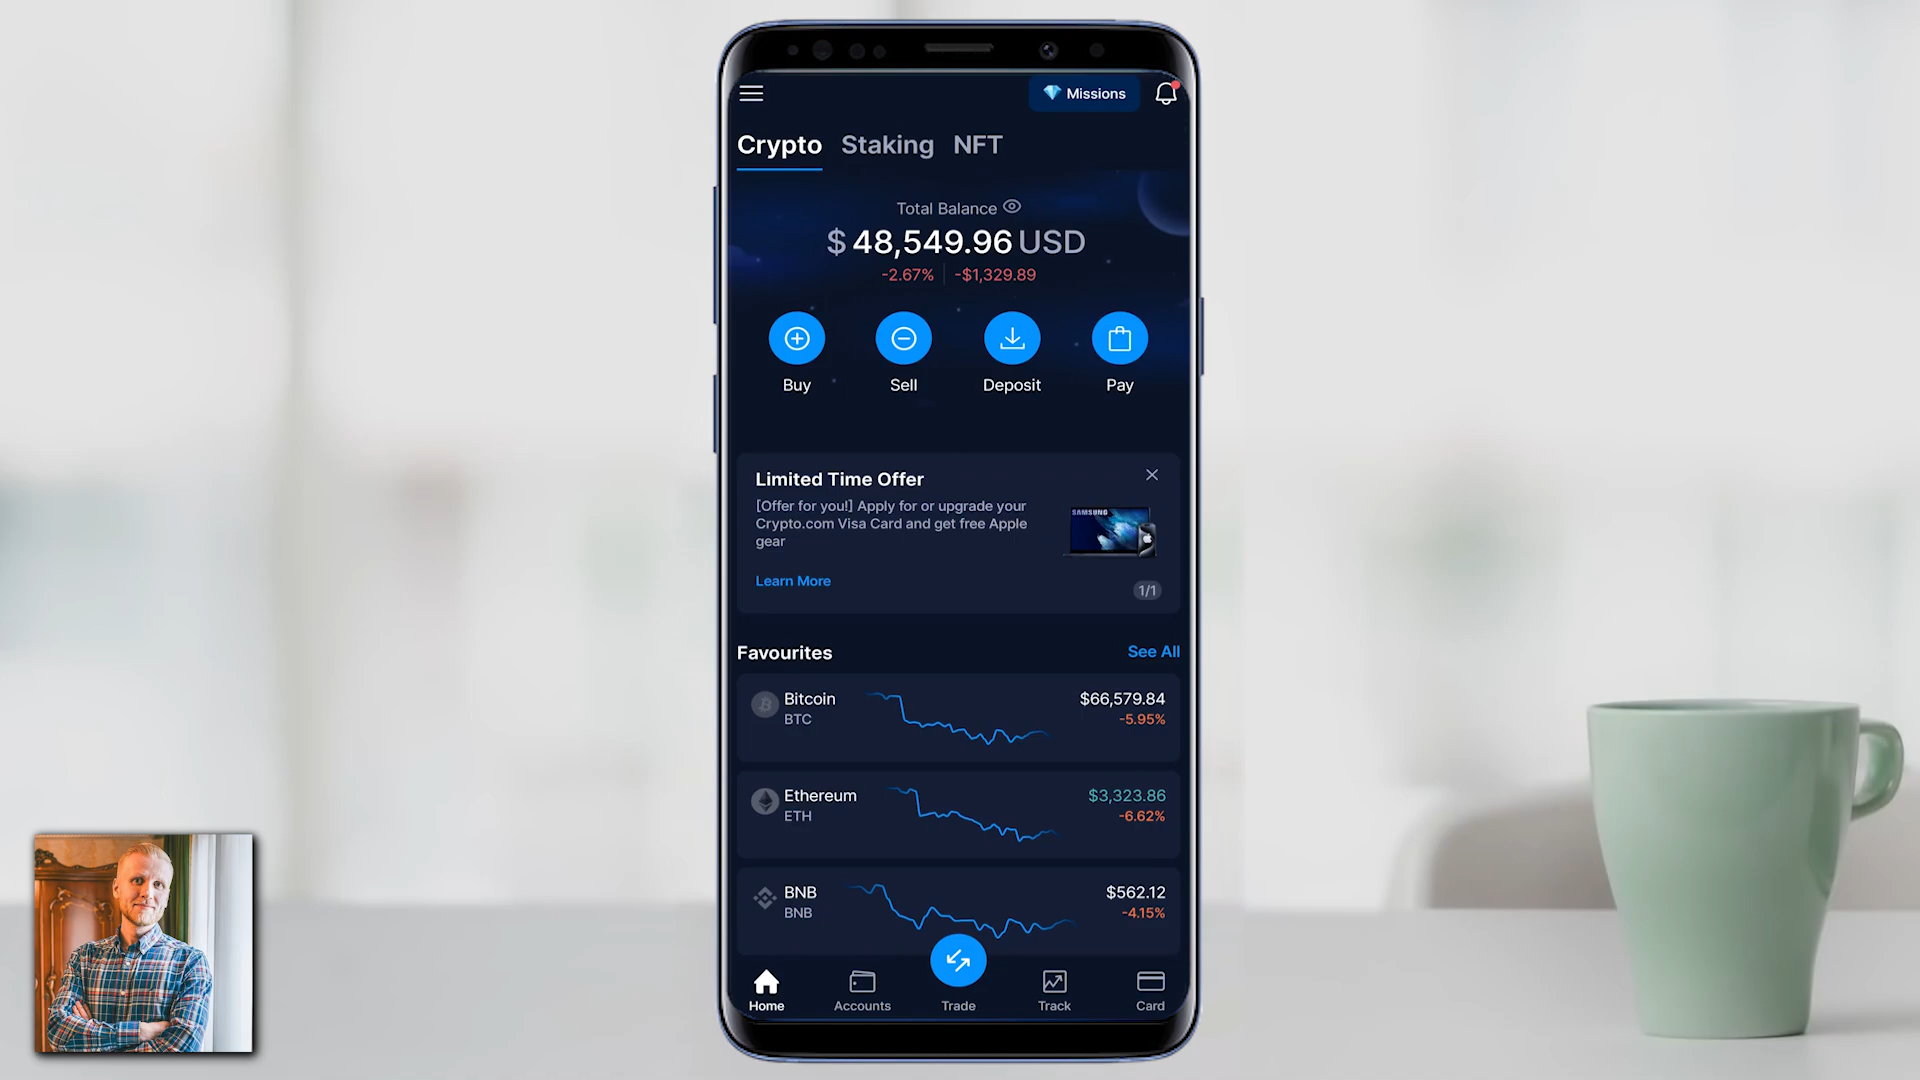 Missions
Crypto Staking NFT
Total Balance
$ 48,549.96 USD
-2.67% -$1,329.89
Buy Sell Deposit Pay
Limited Time Offer
[Offer for you!] Apply for or upgrade your
Crypto.com Visa Card and get free Apple
gear
SAMSUNG
Learn More
1/1
Favourites See All
Bitcoin $66,579.84
BTC -5.95%
Ethereum $3,323.86
ETH -6.62%
BNB $562.12
BNB -4.15%
Home Accounts Trade Track Card